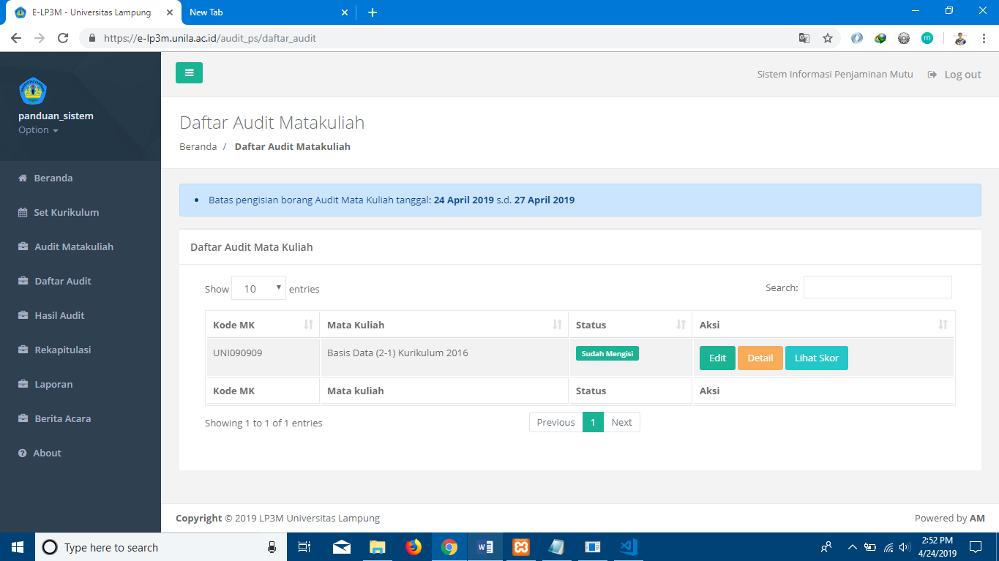 E-LP3M - Universitas Lampung
New Tab
https://e-lp3m.unila.ac.id/audit_ps/daftar_audit
m
Sistem Informasi Penjaminan Mutu
Log out
panduan_sistem
Option
Beranda
Set Kurikulum
Audit Matakuliah
Daftar Audit
Hasil Audit
Rekapitulasi
Laporan
Berita Acara
About
Daftar Audit Matakuliah
Beranda / Daftar Audit Matakuliah
Batas pengisian borang Audit Mata Kuliah tanggal: 24 April 2019 s.d. 27 April 2019
Daftar Audit Mata Kuliah
Show 10 entries
Search:
Kode MK Mata Kuliah Status Aksi
UNI090909 Basis Data (2-1) Kurikulum 2016 Sudah Mengisi Edit Detail Lihat Skor
Kode MK Mata kuliah Status Aksi
Showing 1 to 1 of 1 entries
Previous 1 Next
Copyright © 2019 LP3M Universitas Lampung
Powered by AM
Type here to search
2:52 PM
4/24/2019